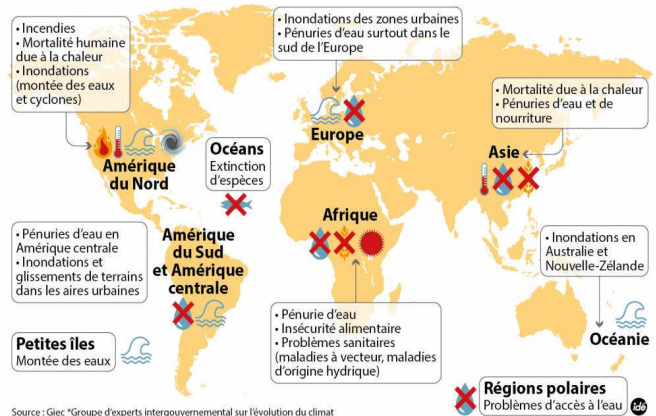 • Incendies
• Mortalité humaine
due à la chaleur
• Inondations
(montée des eaux
et cyclones)
Amérique
du Nord
• Inondations des zones urbaines
• Pénuries d'eau surtout dans le
sud de l'Europe
Europe
• Mortalité due à la chaleur
• Pénuries d'eau et de
nourriture
Asie
Océans
Extinction
d'espèces
Afrique
• Pénurie d'eau
• Insécurité alimentaire
• Problèmes sanitaires
(maladies à vecteur, maladies
d'origine hydrique)
• Pénuries d'eau en
Amérique centrale
• Inondations et
glissements de terrains
dans les aires urbaines
Amérique
du Sud
et Amérique
centrale
• Inondations en
Australie et
Nouvelle-Zélande
Océanie
Petites îles
Montée des eaux
Régions polaires
Problèmes d'accès à l'eau
idé
Source : Giec *Groupe d'experts intergouvernemental sur l'évolution du climat